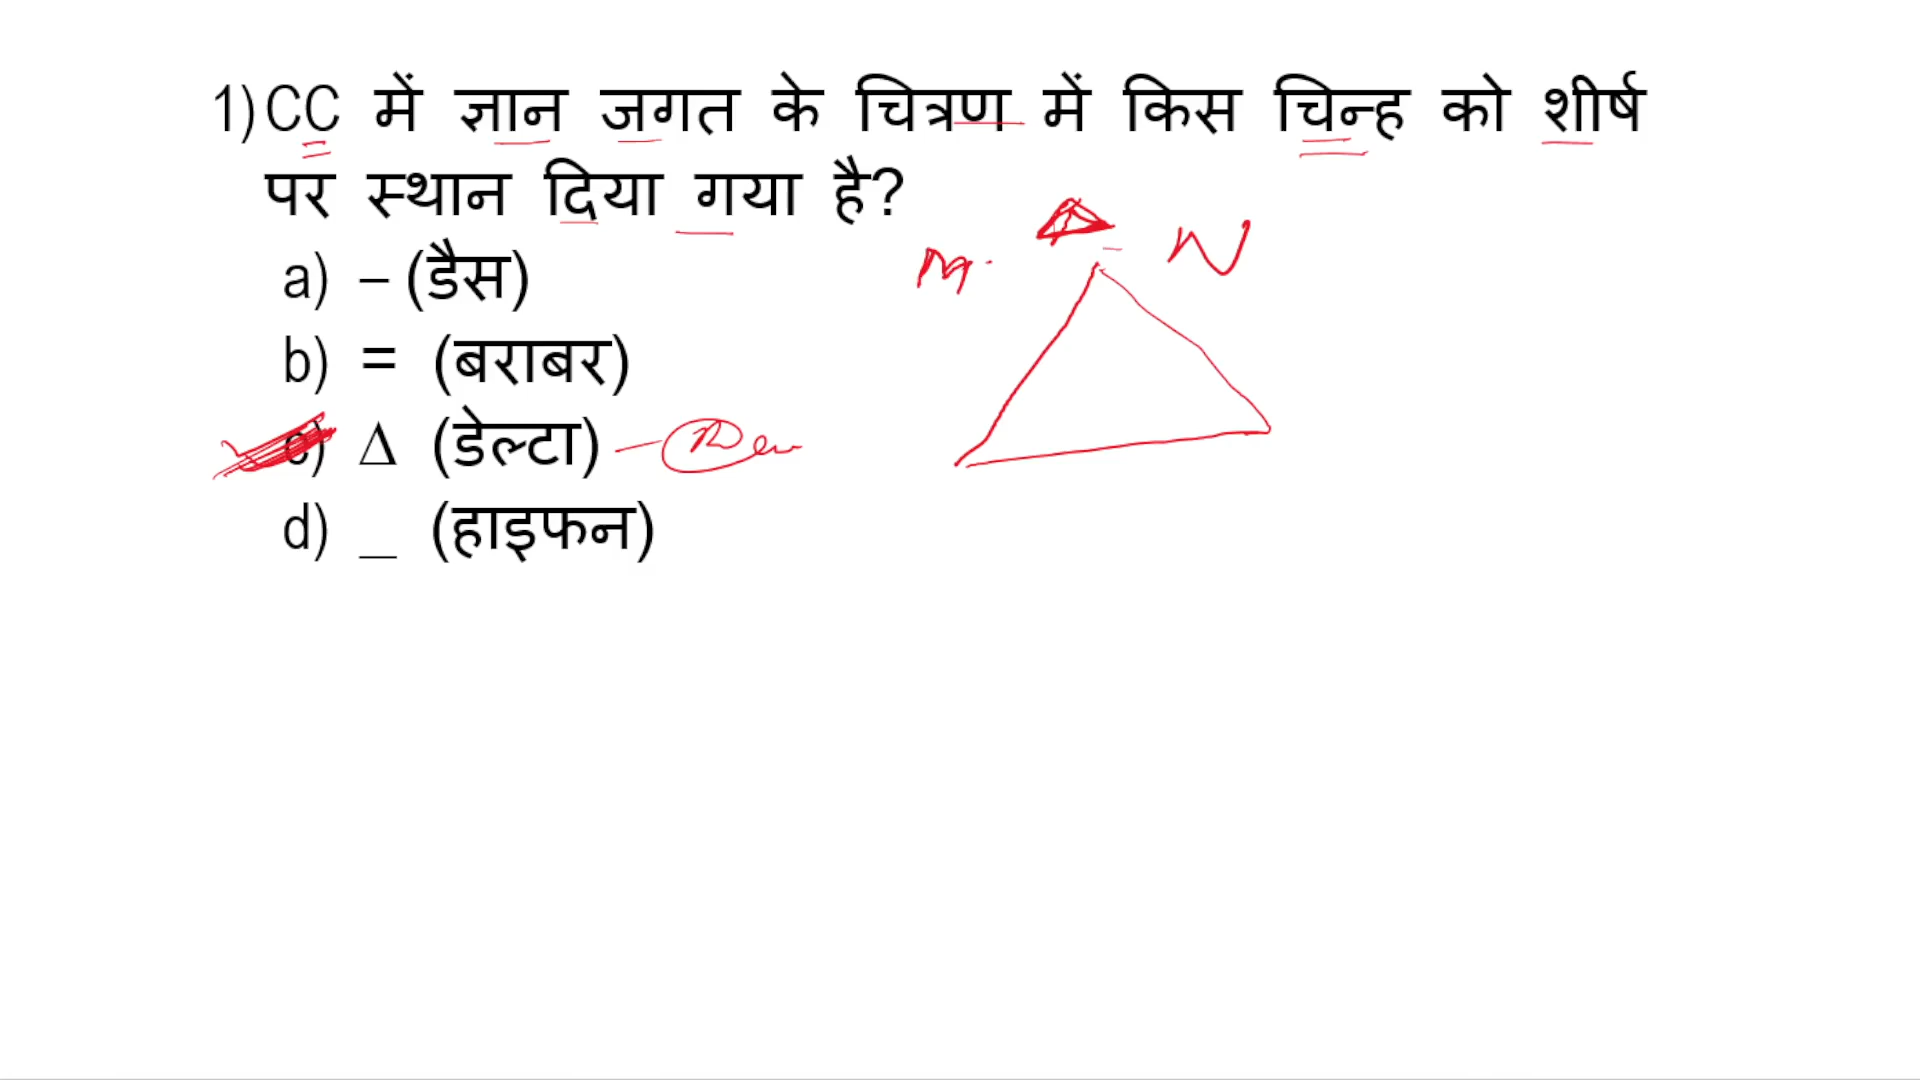 1) CC में ज्ञान जगत के चित्रण में किस चिन्ह को शीर्ष
पर स्थान दिया गया है?
a) – (डैस)
M. N
b) = (बराबर)
c) Δ (डेल्टा) –
d) _ (हाइफन)